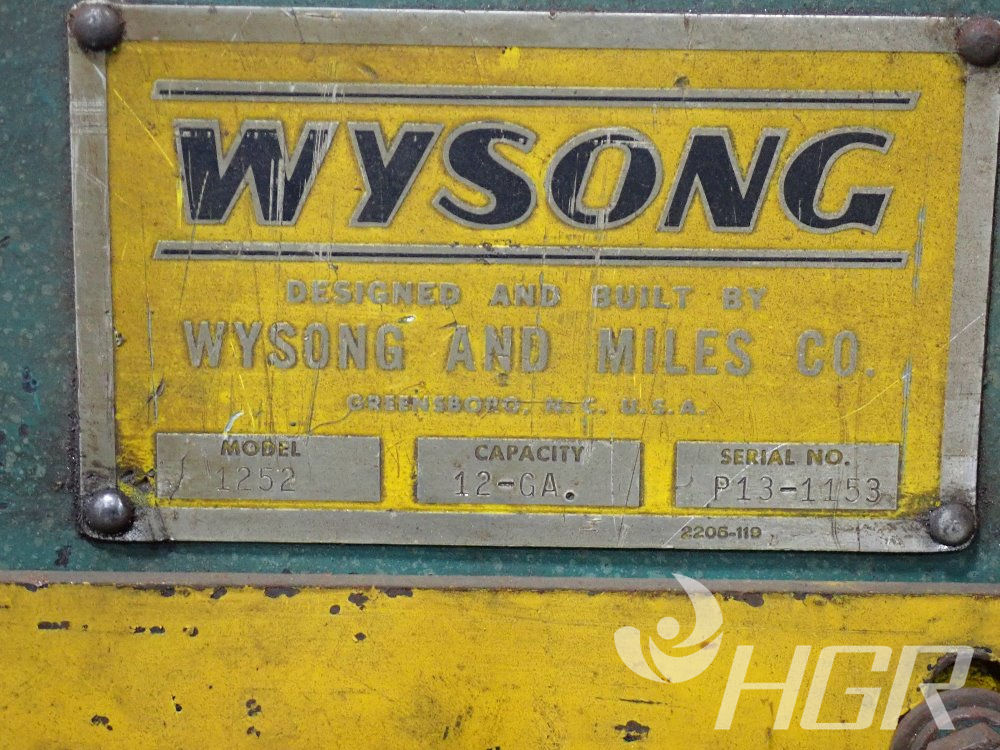 WYSONG
DESIGNED AND BUILT BY
WYSONG AND MILES CO.
GREENSBORO, N.C. U.S.A.
MODEL
1252
CAPACITY
12-GA.
SERIAL NO.
P13-1153
2206-119
HGR